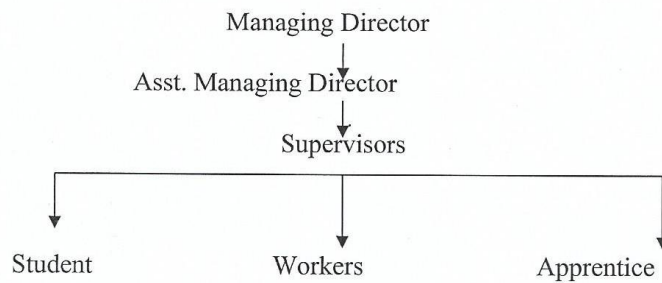 Managing Director
Asst. Managing Director
Supervisors
Student Workers Apprentice